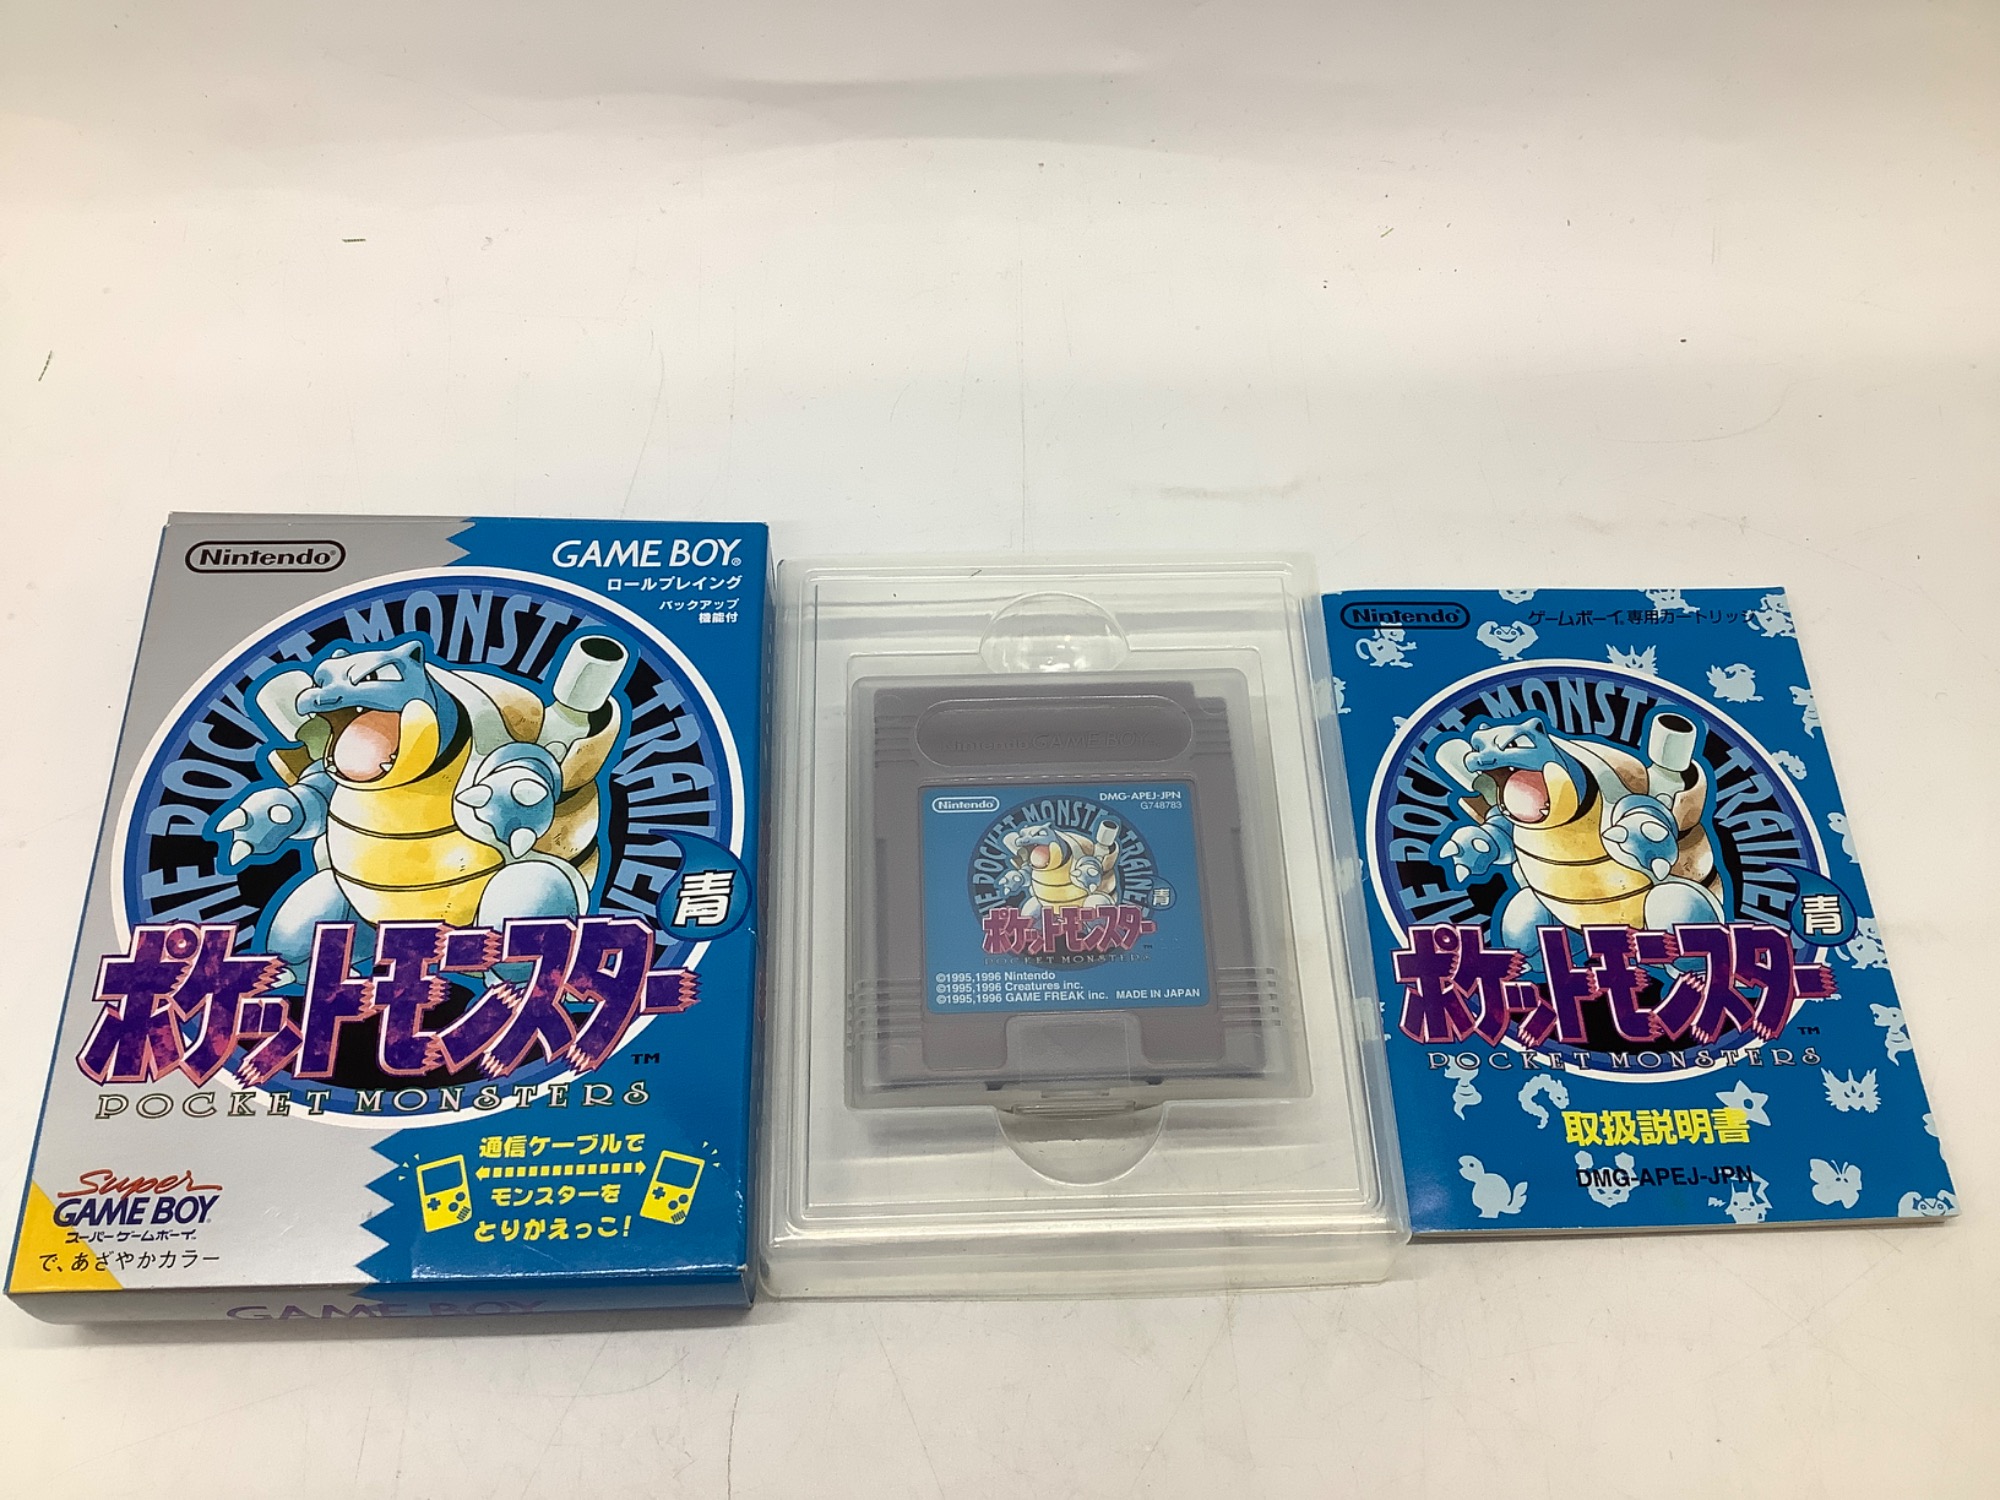 Nintendo®
GAME BOY®
ロールプレイング
バックアップ
機能付
THE POCKET MONSTER TRAINER
青
ポケットモンスター
TM
POCKET MONSTERS
通信ケーブルで
モンスターを
とりかえっこ!
Super
GAME BOY®
スーパーゲームボーイ
で、あざやかカラー
GAME BOY
Nintendo GAME BOY
Nintendo®
DMG-APEJ-JPN
G748783
THE POCKET MONSTER TRAINER
青
ポケットモンスター
TM
POCKET MONSTERS
©1995,1996 Nintendo
©1995,1996 Creatures inc.
©1995,1996 GAME FREAK inc. MADE IN JAPAN
Nintendo®
ゲームボーイ®専用カートリッジ
THE POCKET MONSTER TRAINER
青
ポケットモンスター
TM
POCKET MONSTERS
取扱説明書
DMG-APEJ-JPN